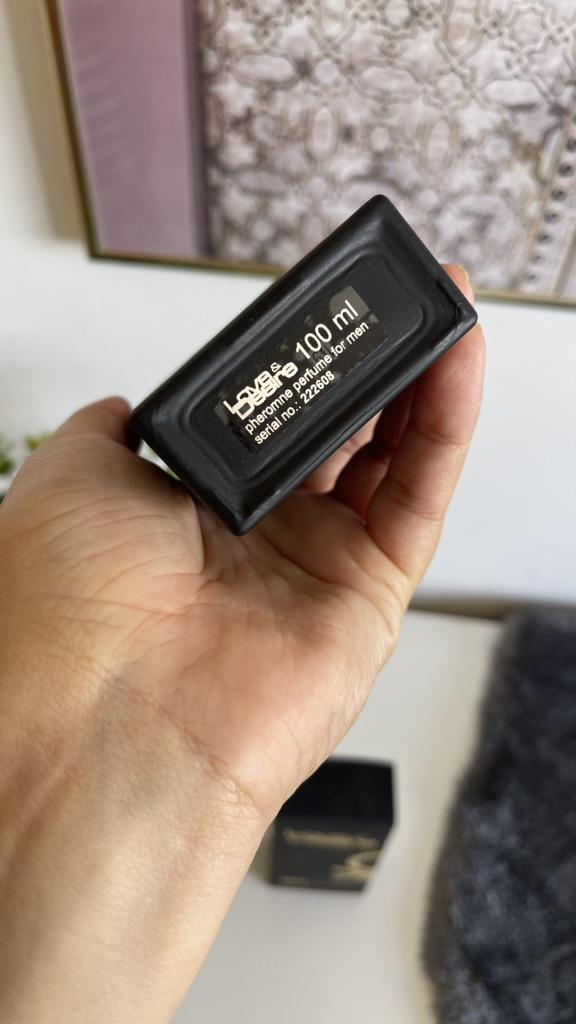 Love &
Desire 100 ml
pheromne perfume for men
serial no.: 222608